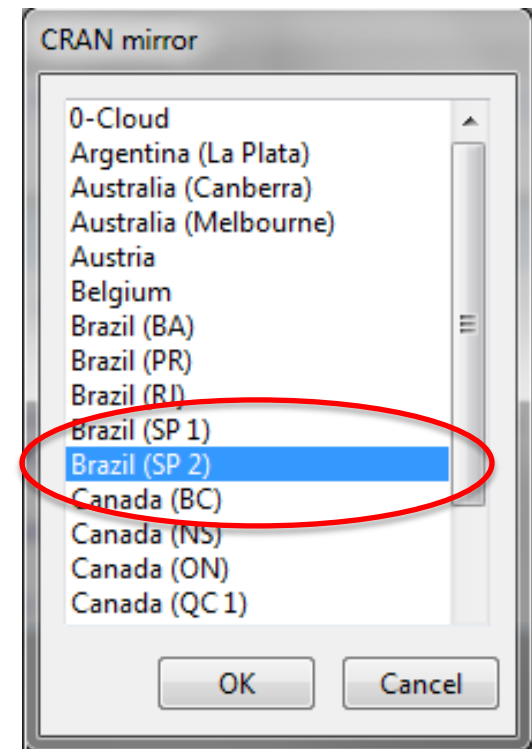 CRAN mirror
0-Cloud
Argentina (La Plata)
Australia (Canberra)
Australia (Melbourne)
Austria
Belgium
Brazil (BA)
Brazil (PR)
Brazil (RJ)
Brazil (SP 1)
Brazil (SP 2)
Canada (BC)
Canada (NS)
Canada (ON)
Canada (QC 1)
OK Cancel